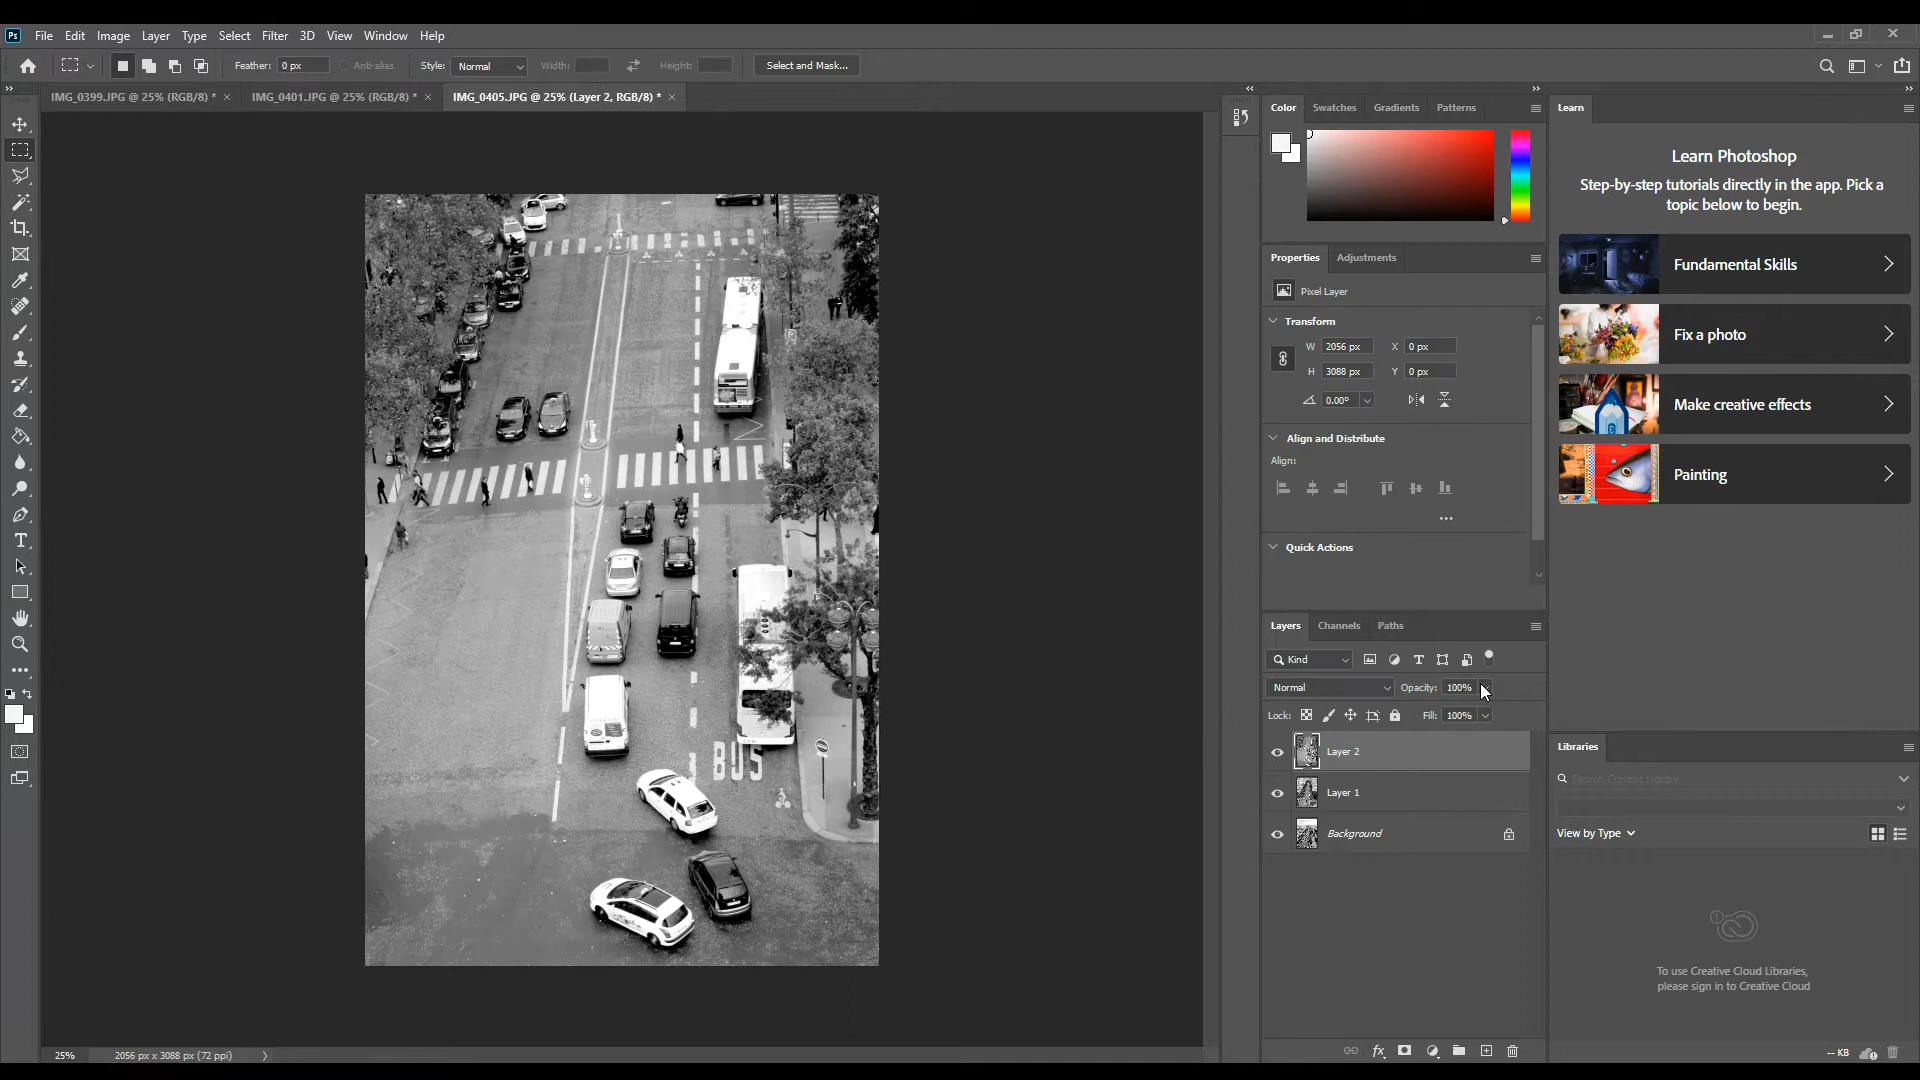 Ps File Edit Image Layer Type Select Filter 3D View Window Help
Feather: 0 px Anti-alias Style: Normal Width: Height: Select and Mask...
IMG_0399.JPG @ 25% (RGB/8) * × IMG_0401.JPG @ 25% (RGB/8) * × IMG_0405.JPG @ 25% (Layer 2, RGB/8) * ×
Color Swatches Gradients Patterns
Learn
Learn Photoshop
Step-by-step tutorials directly in the app. Pick a
topic below to begin.
Fundamental Skills
Fix a photo
Make creative effects
Painting
Properties Adjustments
Pixel Layer
Transform
W 2056 px X 0 px
H 3088 px Y 0 px
0.00°
Align and Distribute
Align:
Quick Actions
Layers Channels Paths
Kind
Normal Opacity: 100%
Lock: Fill: 100%
Layer 2
Layer 1
Background
Libraries
Search Current Library
View by Type
To use Creative Cloud Libraries,
please sign in to Creative Cloud
-- KB
BUS
25% 2056 px x 3088 px (72 ppi)